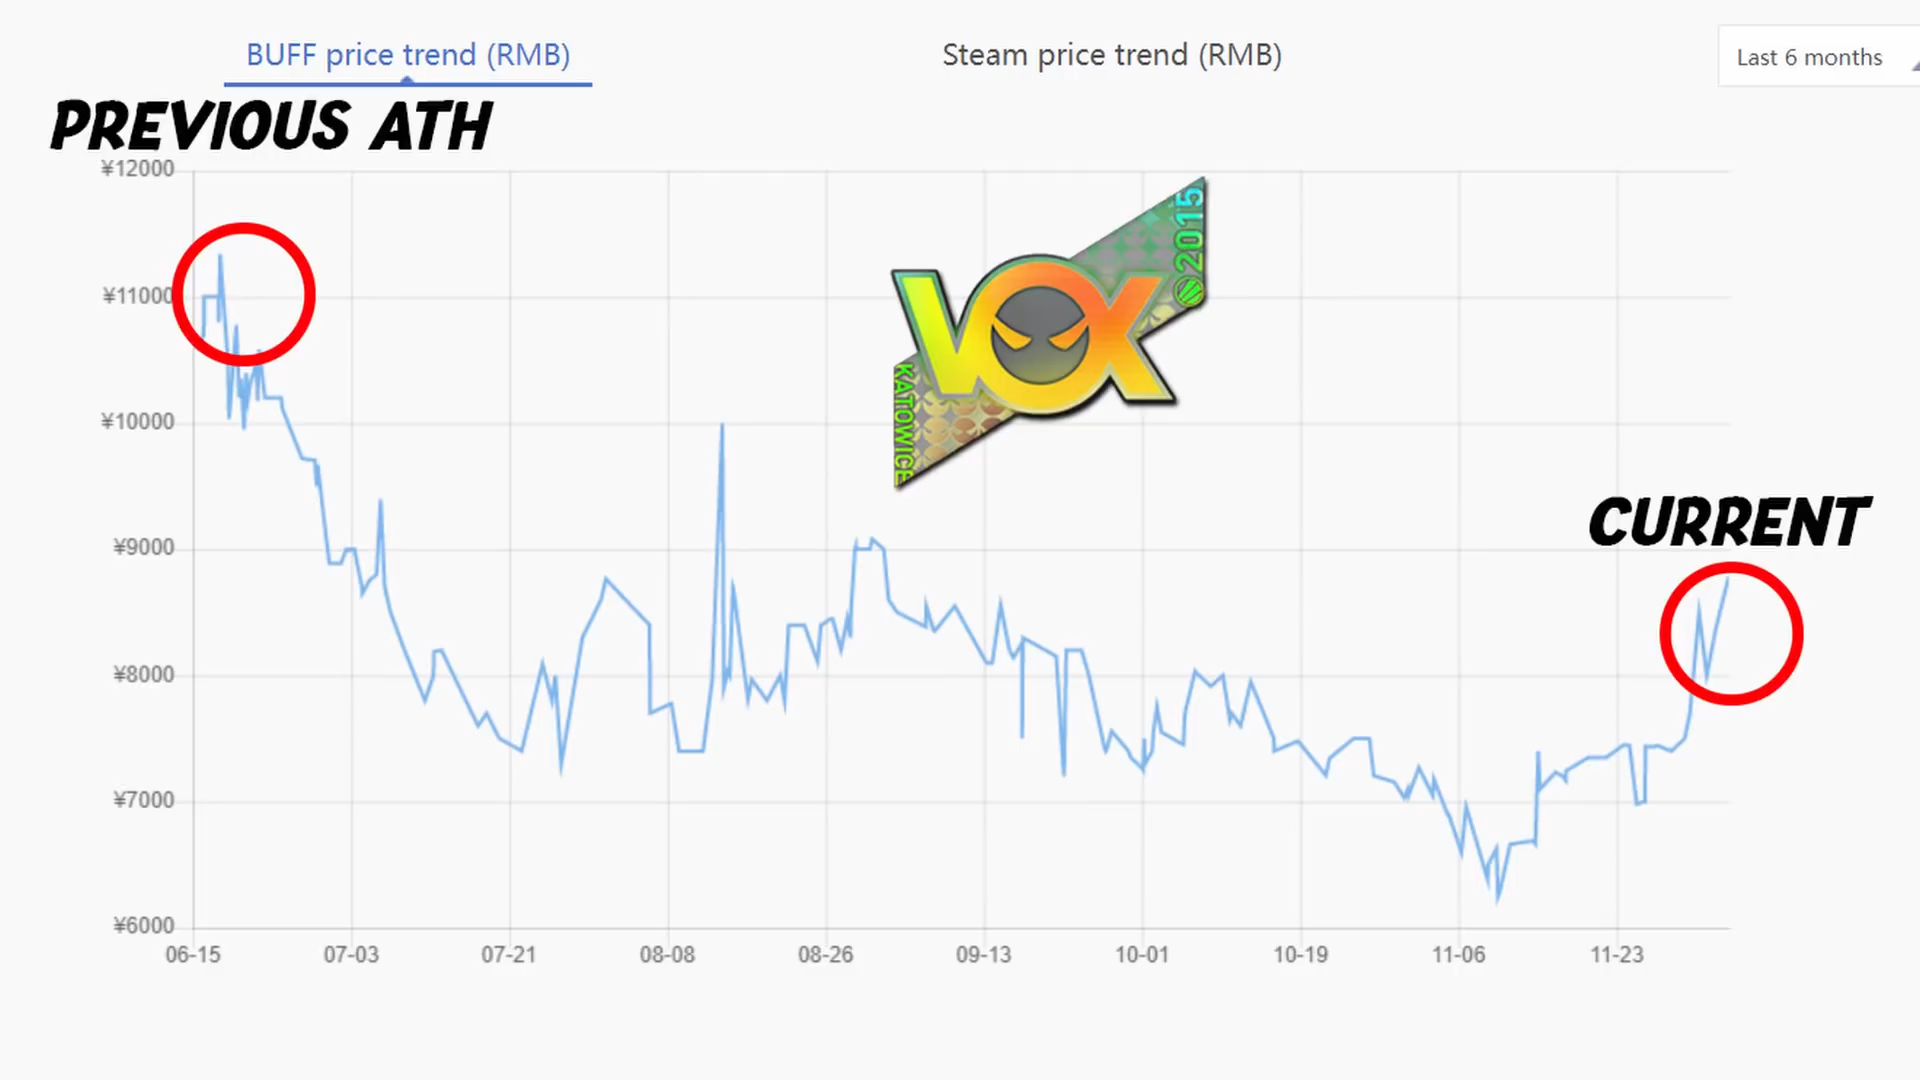 BUFF price trend (RMB)
Steam price trend (RMB)
Last 6 months
PREVIOUS ATH
¥12000
¥11000
¥10000
¥9000
¥8000
¥7000
¥6000
2015
VOX
KATOWICE
CURRENT
06-15
07-03
07-21
08-08
08-26
09-13
10-01
10-19
11-06
11-23